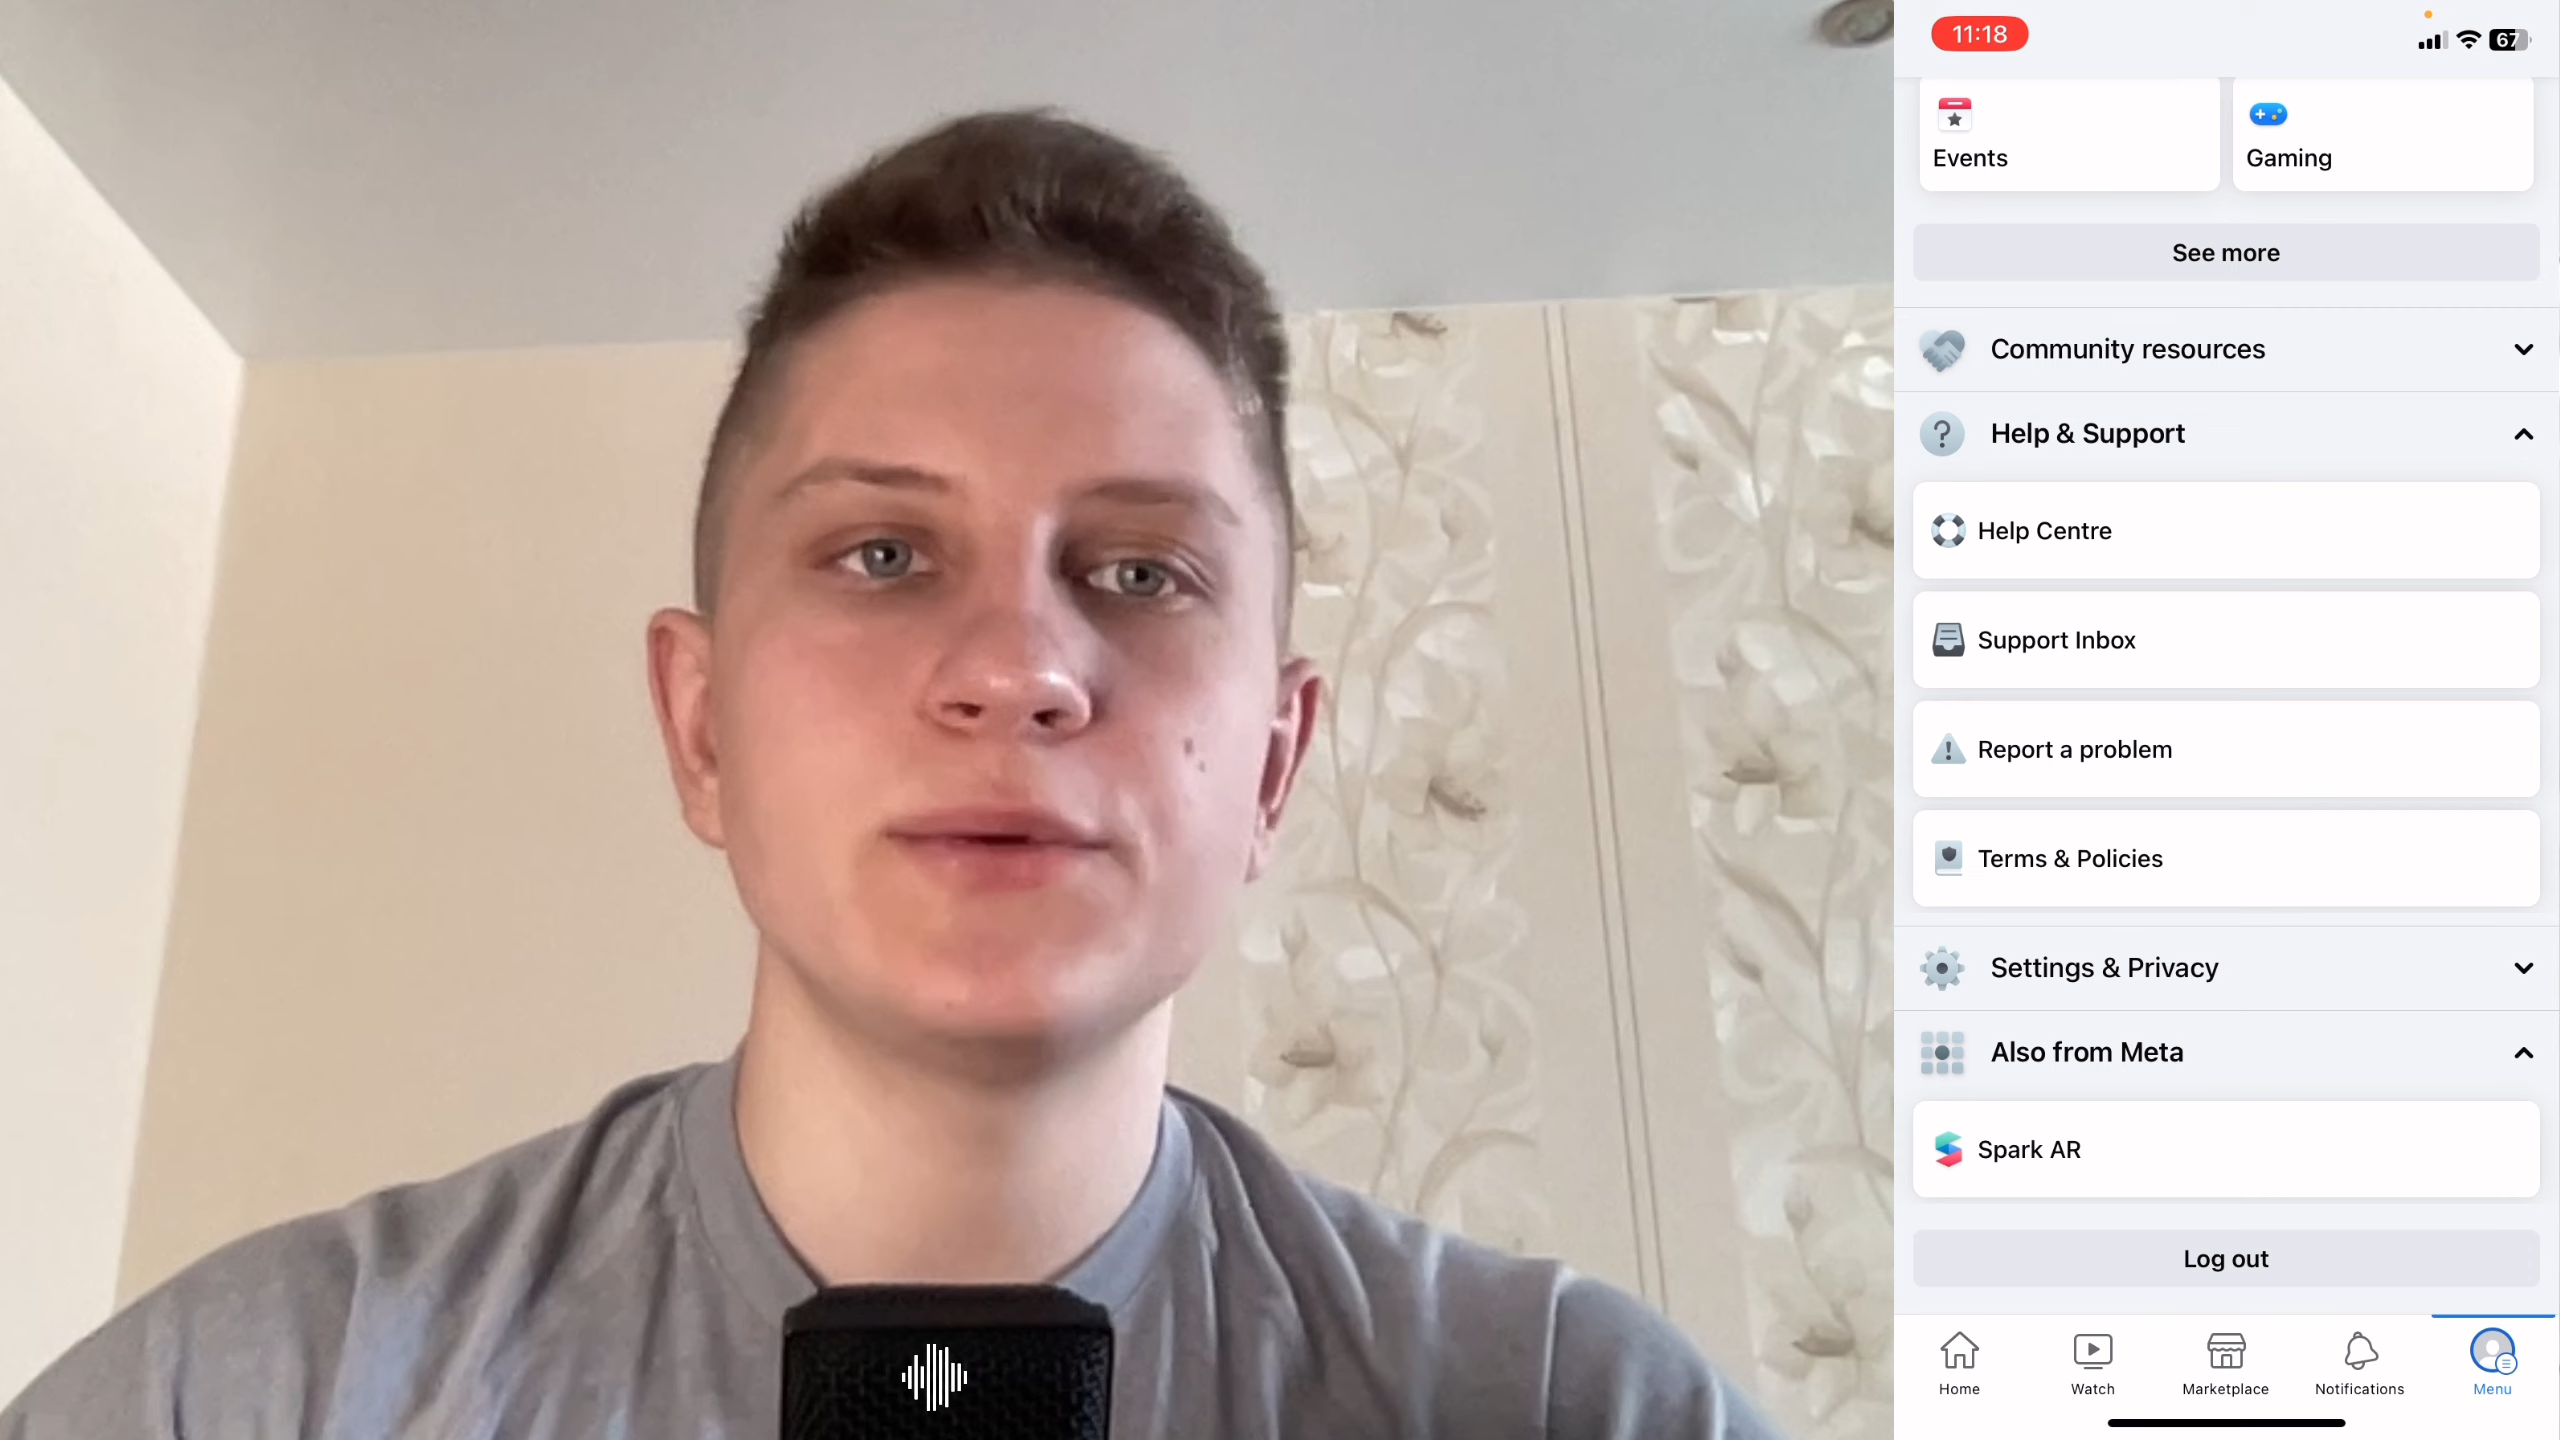 11:18
67
Events
Gaming
See more
Community resources
Help & Support
Help Centre
Support Inbox
Report a problem
Terms & Policies
Settings & Privacy
Also from Meta
Spark AR
Log out
Home
Watch
Marketplace
Notifications
Menu